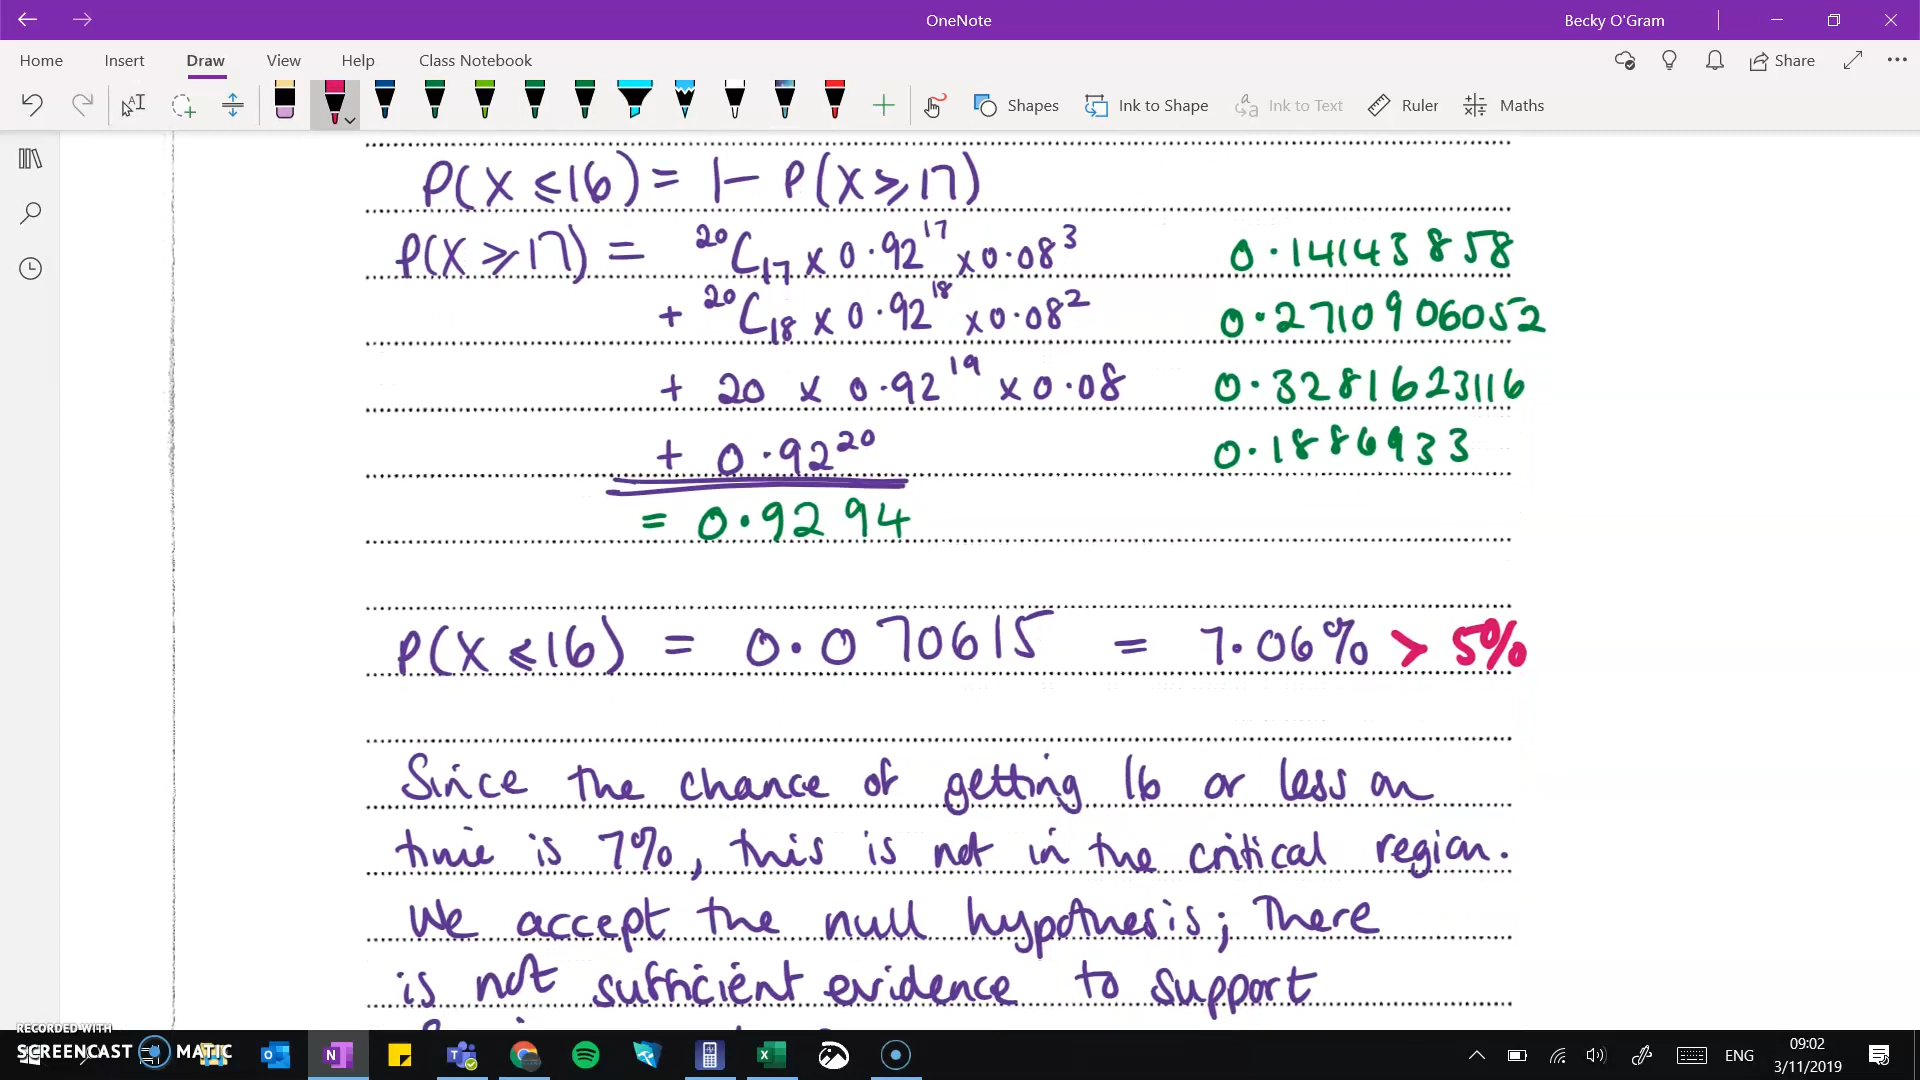 OneNote
Becky O'Gram
Home Insert Draw View Help Class Notebook
Share
Shapes Ink to Shape Ink to Text Ruler Maths
P(X ≤ 16) = 1 - P(X ≥ 17)
P(X ≥ 17) = ²⁰C₁₇ x 0.92¹⁷ x 0.08³ 0.14143858
+ ²⁰C₁₈ x 0.92¹⁸ x 0.08² 0.2710906052
+ 20 x 0.92¹⁹ x 0.08 0.3281623116
+ 0.92²⁰ 0.1886933
= 0.9294
P(X ≤ 16) = 0.070615 = 7.06% > 5%
Since the chance of getting 16 or less on
time is 7%, this is not in the critical region.
We accept the null hypothesis; There
is not sufficient evidence to support
RECORDED WITH
SCREENCAST MATIC
ENG
09:02
3/11/2019